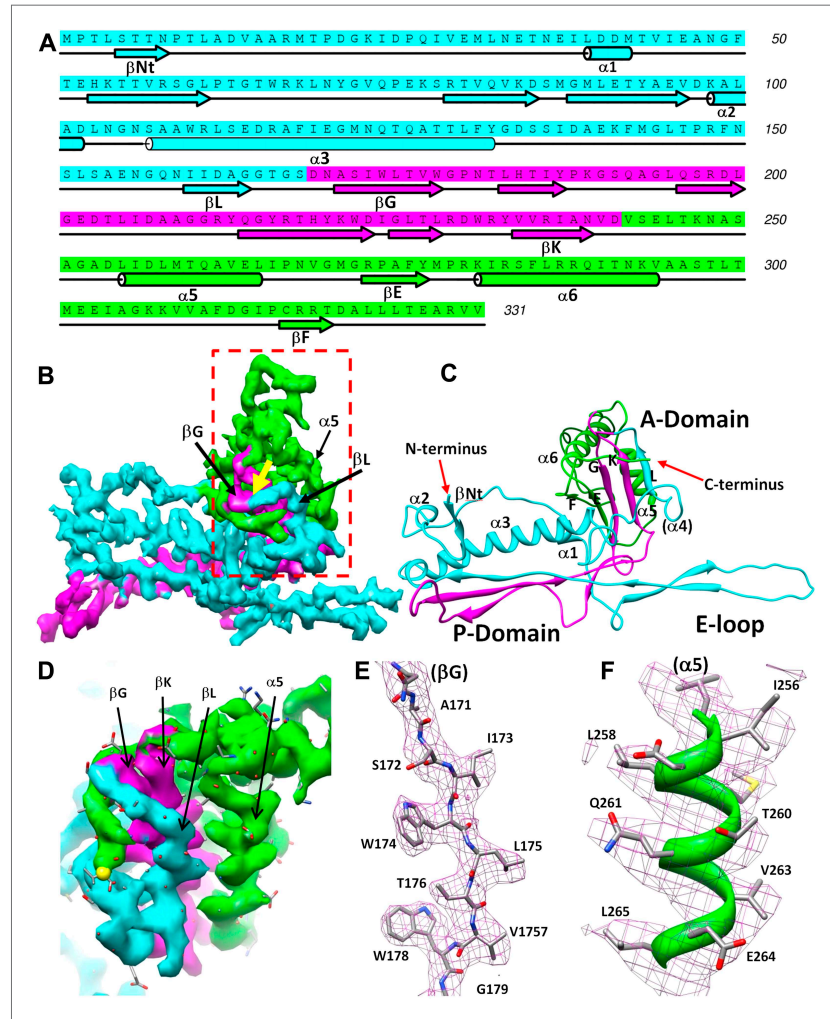 A
M P T L S T T N P T L A D V A A R M T P D G K I D P Q I V E M L N E T N E I L D D M T V I E A N G F 50
βNt α1
T E H K T T V R S G L P T G T W R K L N Y G V Q P E K S R T V Q V K D S M G M L E T Y A E V D K A L 100
α2
A D L N G N S A A W R L S E D R A F I E G M N Q T Q A T T L F Y G D S S I D A E K F M G L T P R F N 150
α3
S L S A E N G Q N I I D A G G T G S D N A S I W L T V W G P N T L H T I Y P K G S Q A G L Q S R D L 200
βL βG
G E D T L I D A A G G R Y Q G Y R T H Y K W D I G L T L R D W R Y V V R I A N V D V S E L T K N A S 250
βK
A G A D L I D L M T Q A V E L I P N V G M G R P A F Y M P R K I R S F L R R Q I T N K V A A S T L T 300
α5 βE α6
M E E I A G K K V V A F D G I P C R R T D A L L L T E A R V V 331
βF
B
βG
α5
βL
C
A-Domain
N-terminus
α6
G
K
C-terminus
βNt
α2
L
F
E
α5
(α4)
α3
α1
P-Domain
E-loop
D
βG
βK
βL
α5
E
(βG)
A171
I173
S172
W174
L175
T176
V1757
W178
G179
F
(α5)
I256
L258
Q261
T260
V263
L265
E264